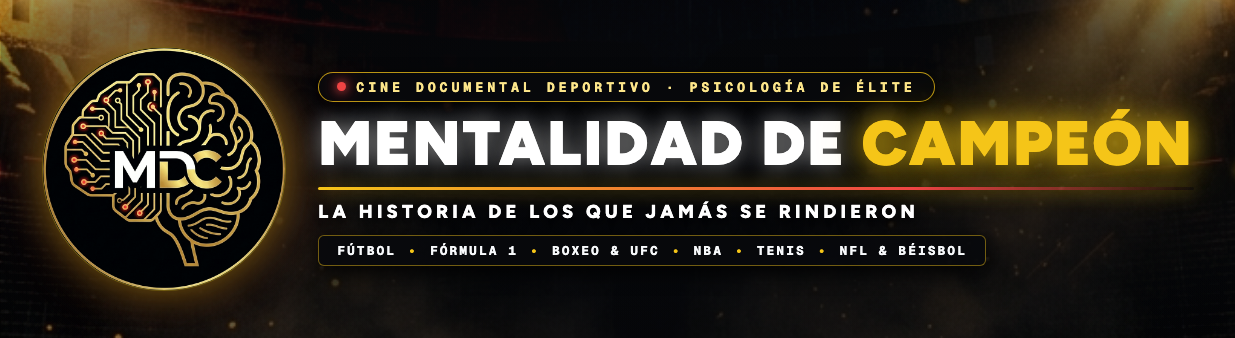 MDC
CINE DOCUMENTAL DEPORTIVO · PSICOLOGÍA DE ÉLITE
MENTALIDAD DE CAMPEÓN
LA HISTORIA DE LOS QUE JAMÁS SE RINDIERON
FÚTBOL • FÓRMULA 1 • BOXEO & UFC • NBA • TENIS • NFL & BÉISBOL